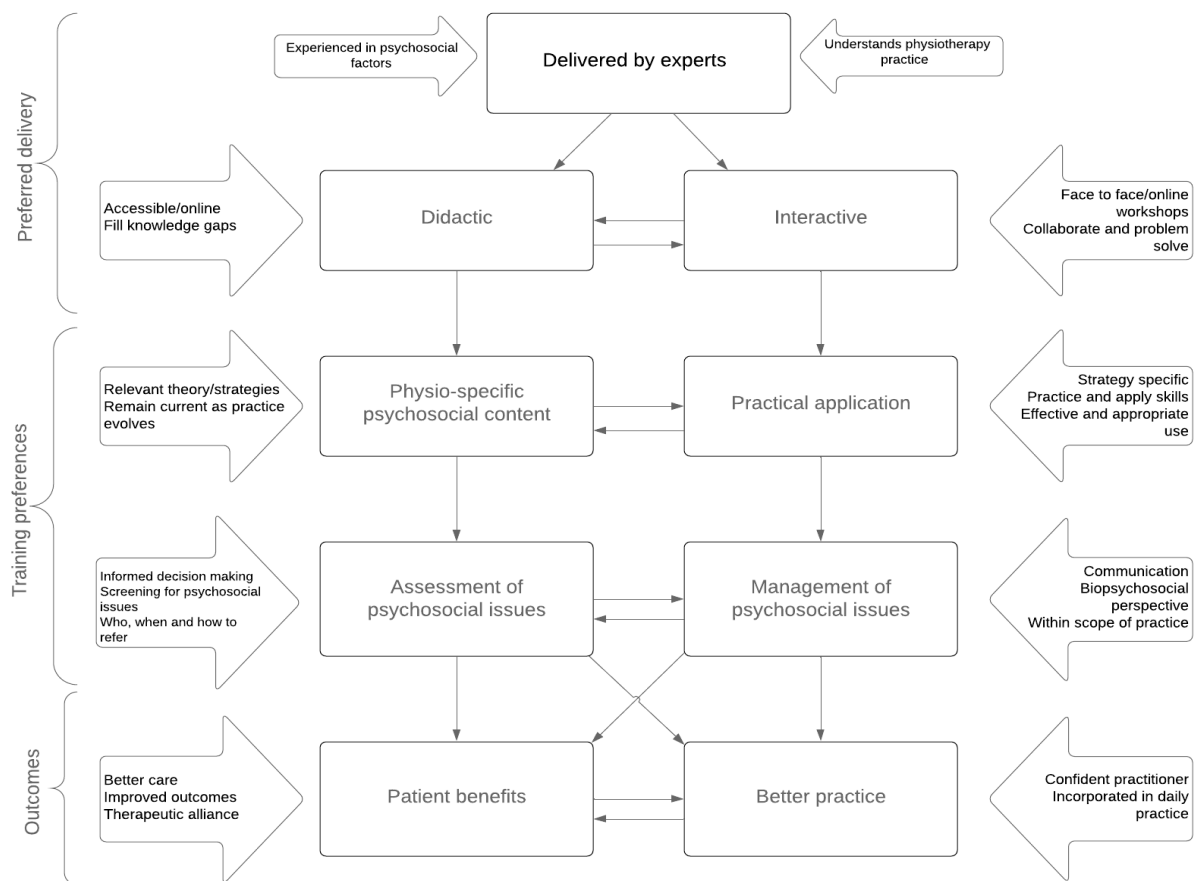 Preferred delivery
Experienced in psychosocial
factors
Delivered by experts
Understands physiotherapy
practice
Accessible/online
Fill knowledge gaps
Didactic
Interactive
Face to face/online
workshops
Collaborate and problem
solve
Training preferences
Relevant theory/strategies
Remain current as practice
evolves
Physio-specific
psychosocial content
Practical application
Strategy specific
Practice and apply skills
Effective and appropriate
use
Informed decision making
Screening for psychosocial
issues
Who, when and how to
refer
Assessment of
psychosocial issues
Management of
psychosocial issues
Communication
Biopsychosocial
perspective
Within scope of practice
Outcomes
Better care
Improved outcomes
Therapeutic alliance
Patient benefits
Better practice
Confident practitioner
Incorporated in daily
practice